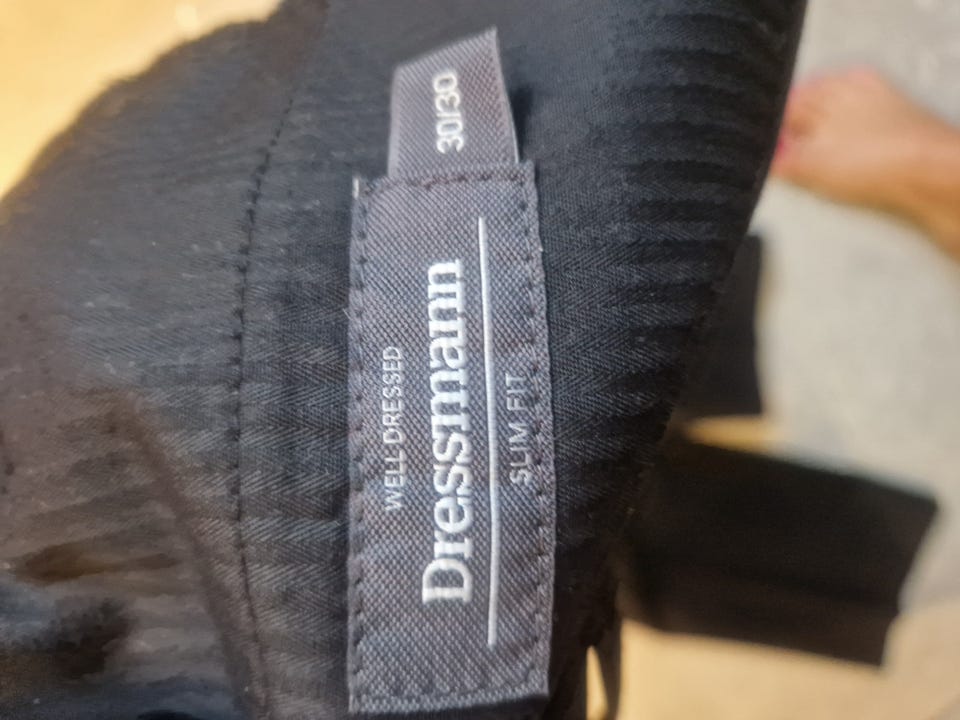 WELL DRESSED
Dressmann
SLIM FIT
30/30